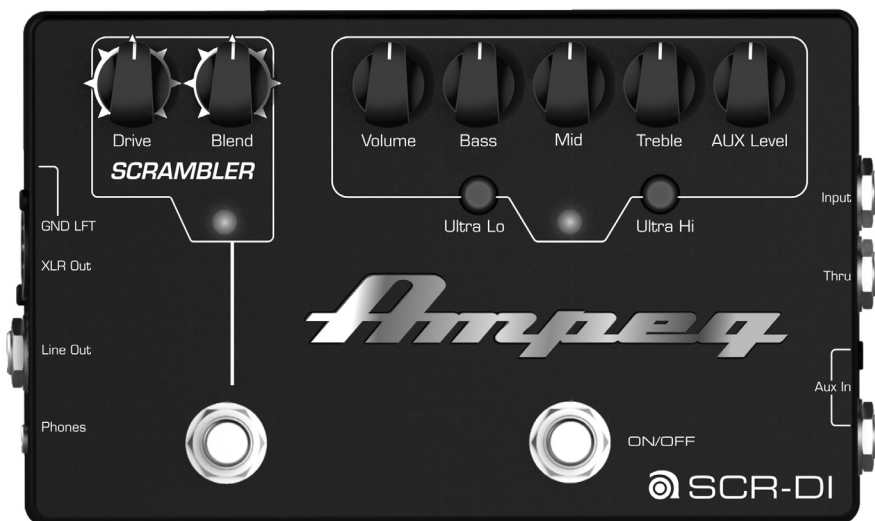 Drive Blend
SCRAMBLER
Volume Bass Mid Treble AUX Level
Ultra Lo Ultra Hi
GND LFT
XLR Out
Line Out
Phones
Input
Thru
Aux In
Ampeg
ON/OFF
SCR-DI